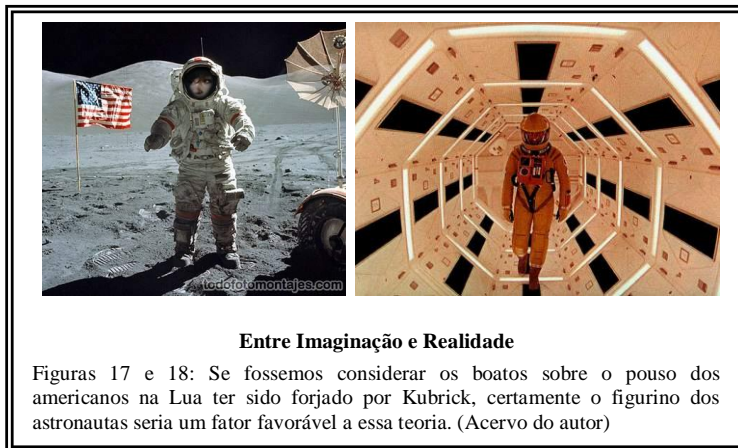 todofotomontajes.com
Entre Imaginação e Realidade
Figuras 17 e 18: Se fossemos considerar os boatos sobre o pouso dos
americanos na Lua ter sido forjado por Kubrick, certamente o figurino dos
astronautas seria um fator favorável a essa teoria. (Acervo do autor)